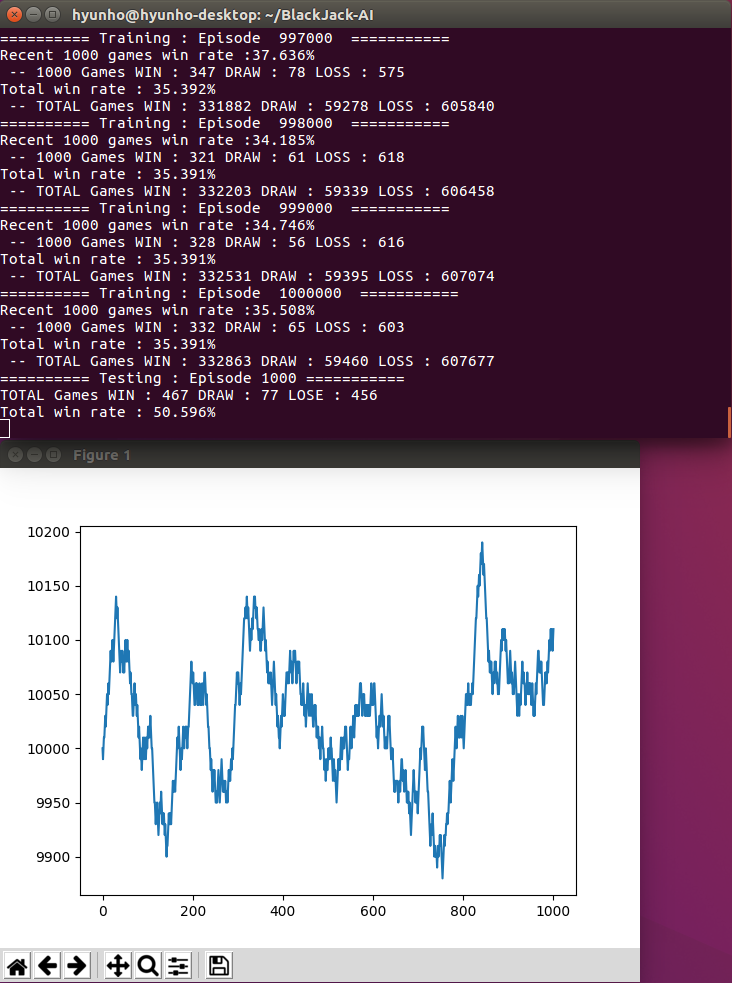 hyunho@hyunho-desktop: ~/BlackJack-AI
========== Training : Episode  997000  ===========
Recent 1000 games win rate :37.636%
 -- 1000 Games WIN : 347 DRAW : 78 LOSS : 575
Total win rate : 35.392%
 -- TOTAL Games WIN : 331882 DRAW : 59278 LOSS : 605840
========== Training : Episode  998000  ===========
Recent 1000 games win rate :34.185%
 -- 1000 Games WIN : 321 DRAW : 61 LOSS : 618
Total win rate : 35.391%
 -- TOTAL Games WIN : 332203 DRAW : 59339 LOSS : 606458
========== Training : Episode  999000  ===========
Recent 1000 games win rate :34.746%
 -- 1000 Games WIN : 328 DRAW : 56 LOSS : 616
Total win rate : 35.391%
 -- TOTAL Games WIN : 332531 DRAW : 59395 LOSS : 607074
========== Training : Episode  1000000  ===========
Recent 1000 games win rate :35.508%
 -- 1000 Games WIN : 332 DRAW : 65 LOSS : 603
Total win rate : 35.391%
 -- TOTAL Games WIN : 332863 DRAW : 59460 LOSS : 607677
========== Testing : Episode 1000 ===========
TOTAL Games WIN : 467 DRAW : 77 LOSE : 456
Total win rate : 50.596%
Figure 1
10200
10150
10100
10050
10000
9950
9900
0 200 400 600 800 1000